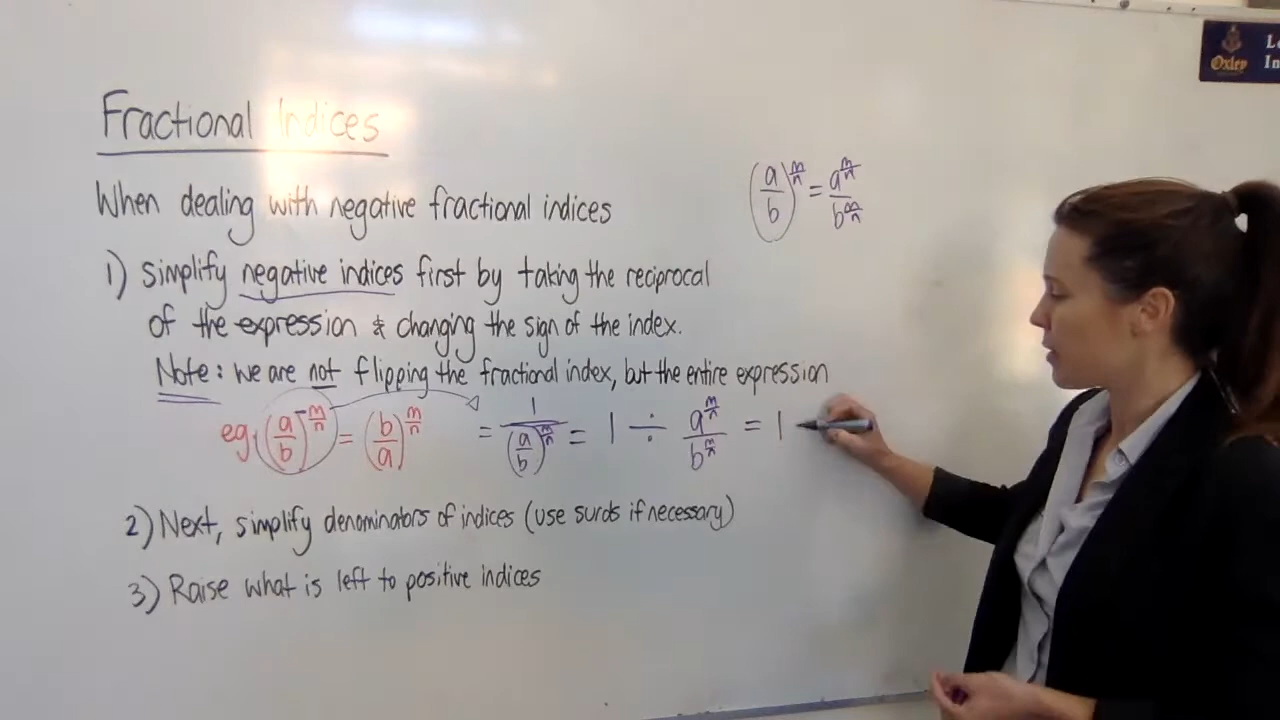 Fractional Indices
When dealing with negative fractional indices
(a/b)^(m/n) = a^(m/n)/b^(m/n)
1) Simplify negative indices first by taking the reciprocal
of the expression & changing the sign of the index.
Note: we are not flipping the fractional index, but the entire expression
eg. (a/b)^(-m/n) = (b/a)^(m/n) = 1/(a/b)^(m/n) = 1 ÷ a^(m/n)/b^(m/n) = 1
2) Next, simplify denominators of indices (use surds if necessary)
3) Raise what is left to positive indices
Oxley